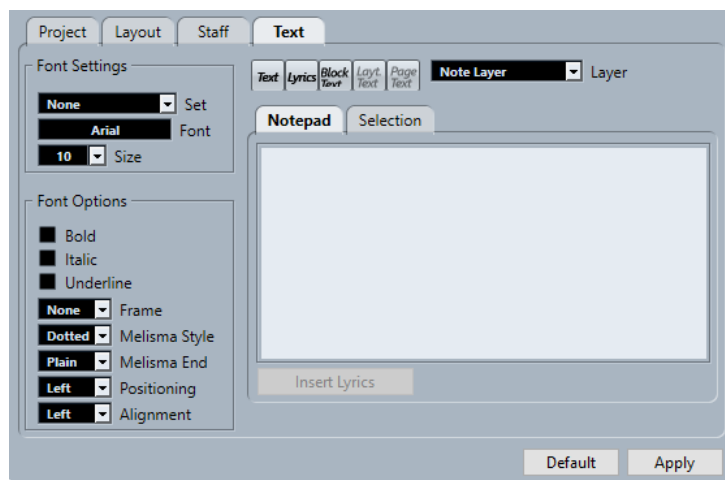 Project Layout Staff Text
Font Settings
None Set
Arial Font
10 Size
Font Options
Bold
Italic
Underline
None Frame
Dotted Melisma Style
Plain Melisma End
Left Positioning
Left Alignment
Text Lyrics Block Text Layt. Text Page Text Note Layer Layer
Notepad Selection
Insert Lyrics
Default Apply